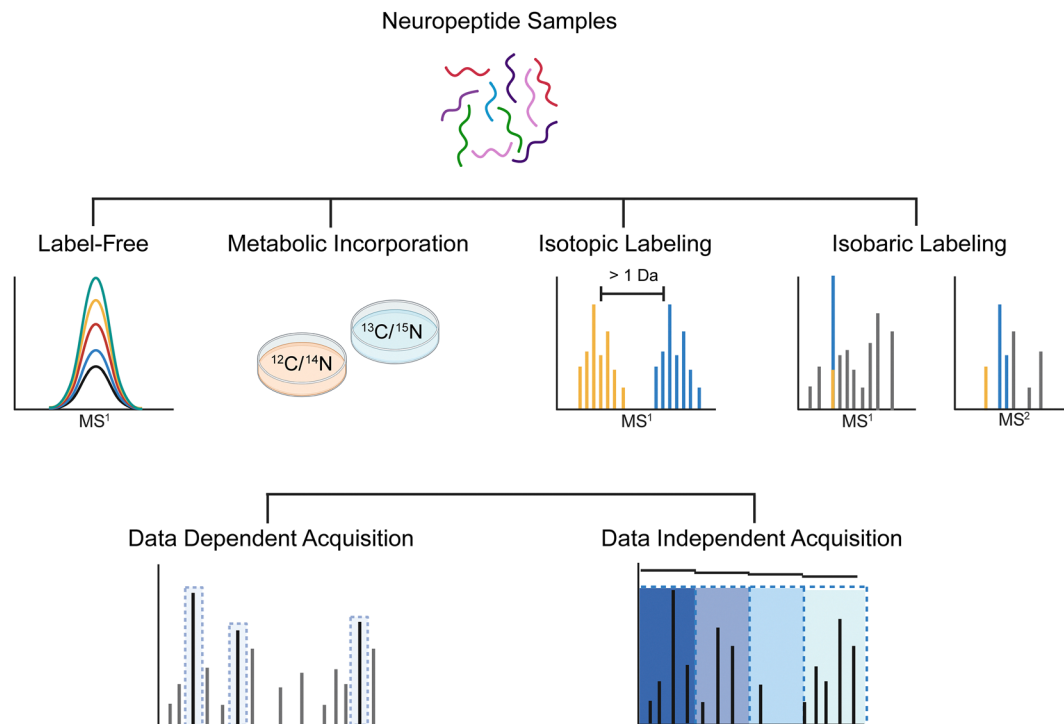 Neuropeptide Samples
Label-Free
Metabolic Incorporation
Isotopic Labeling
Isobaric Labeling
> 1 Da
¹³C/¹⁵N
¹²C/¹⁴N
MS¹
MS¹
MS¹
MS²
Data Dependent Acquisition
Data Independent Acquisition